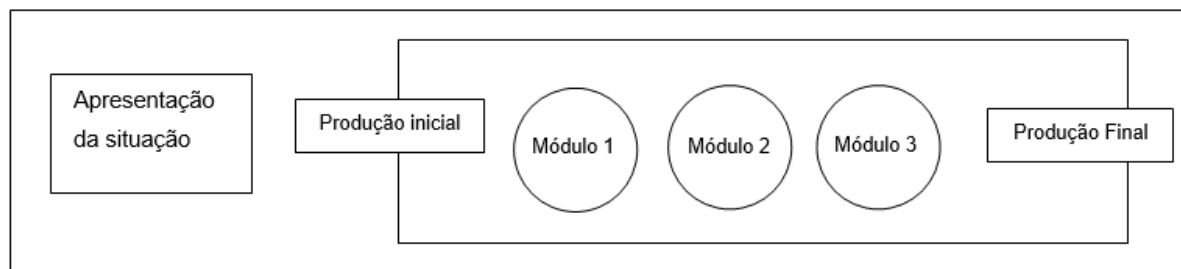 Apresentação
da situação
Produção inicial
Módulo 1
Módulo 2
Módulo 3
Produção Final